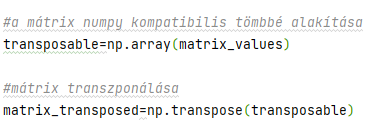 #a mátrix numpy kompatibilis tömbbé alakítása
transposable=np.array(matrix_values)
#mátrix transzponálása
matrix_transposed=np.transpose(transposable)